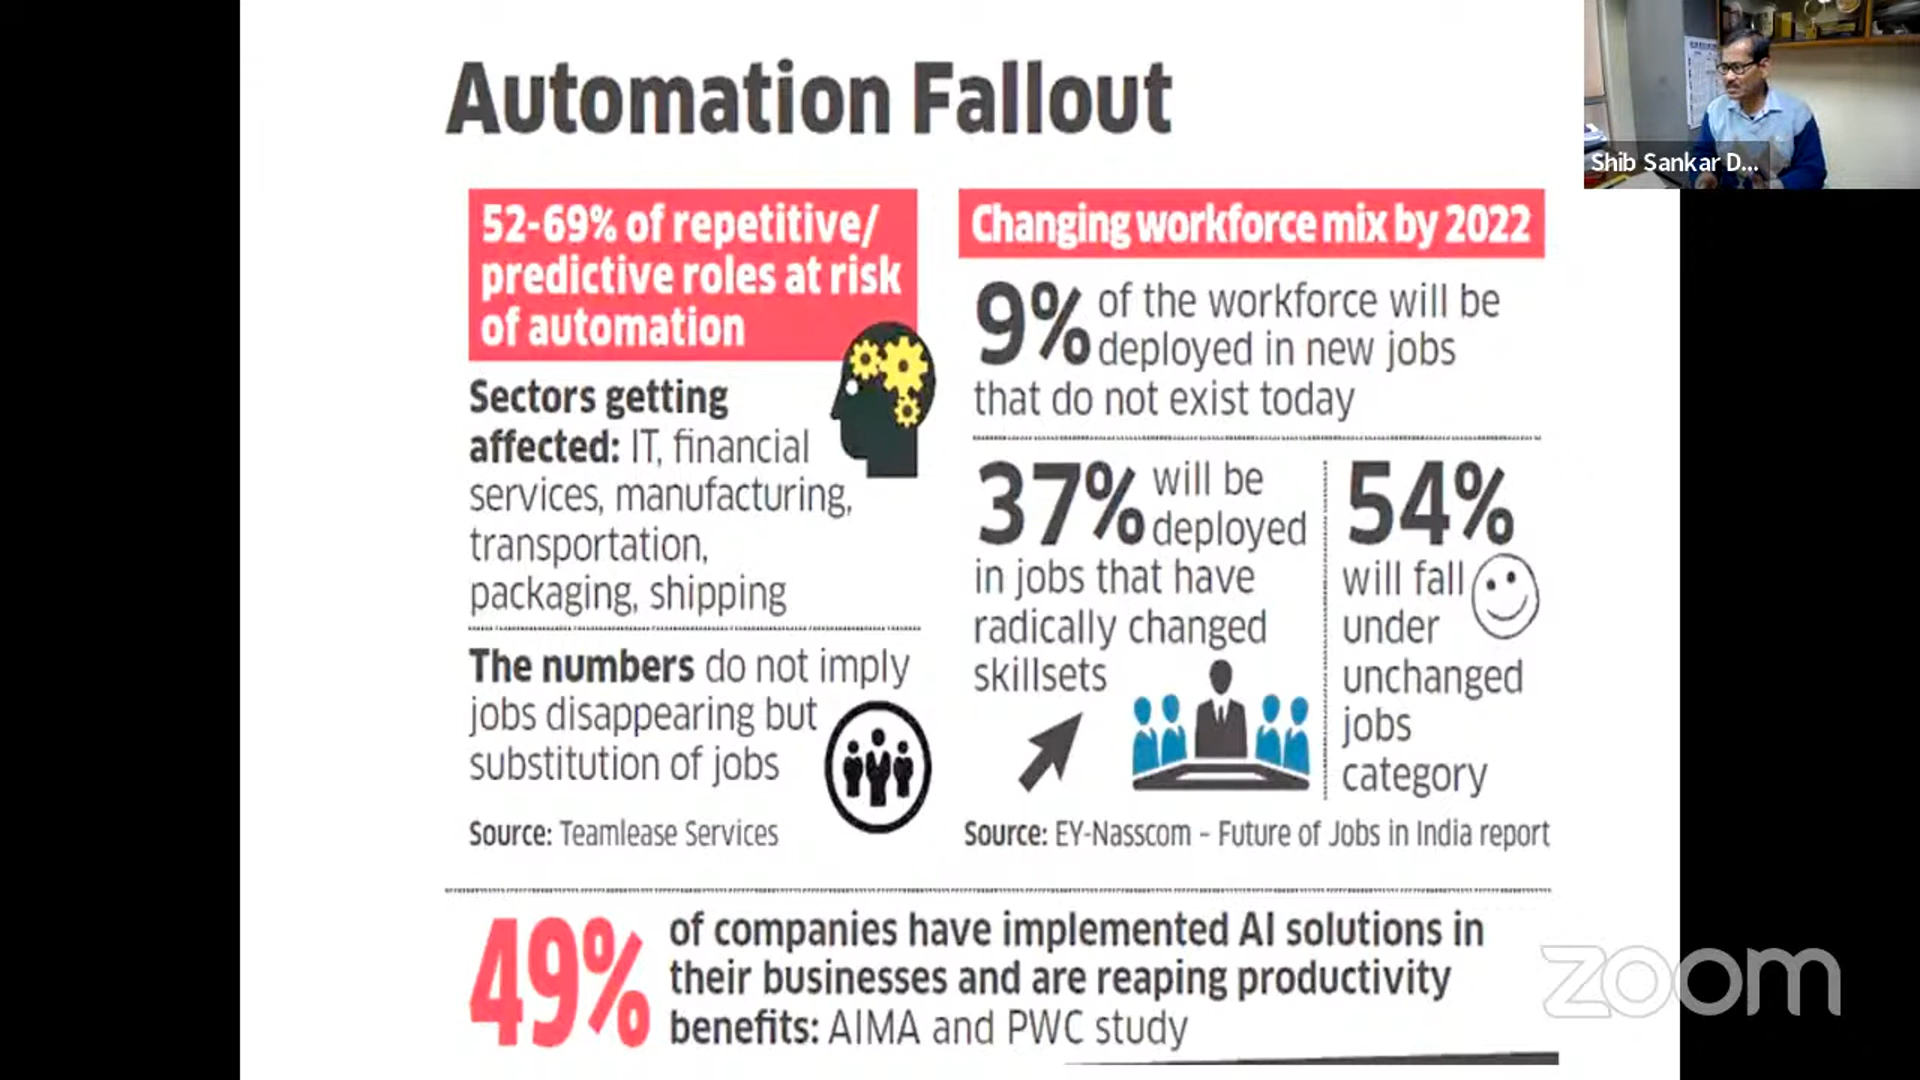 Automation Fallout
52-69% of repetitive/
predictive roles at risk
of automation
Sectors getting
affected: IT, financial
services, manufacturing,
transportation,
packaging, shipping
The numbers do not imply
jobs disappearing but
substitution of jobs
Source: Teamlease Services
Changing workforce mix by 2022
9% of the workforce will be
deployed in new jobs
that do not exist today
37% will be
deployed
in jobs that have
radically changed
skillsets
54%
will fall
under
unchanged
jobs
category
Source: EY-Nasscom - Future of Jobs in India report
49% of companies have implemented AI solutions in
their businesses and are reaping productivity
benefits: AIMA and PWC study
Shib Sankar D...
zoom